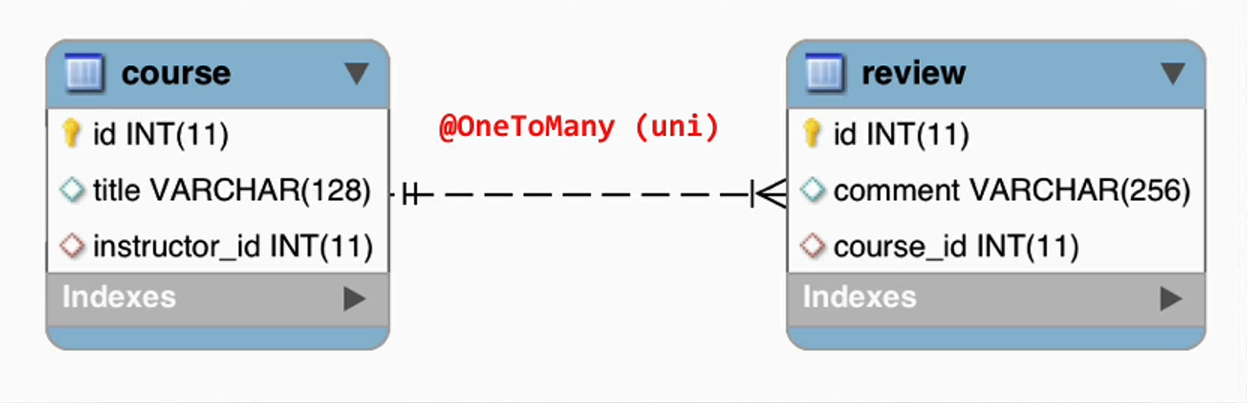 course
id INT(11)
title VARCHAR(128)
instructor_id INT(11)
Indexes
@OneToMany (uni)
review
id INT(11)
comment VARCHAR(256)
course_id INT(11)
Indexes